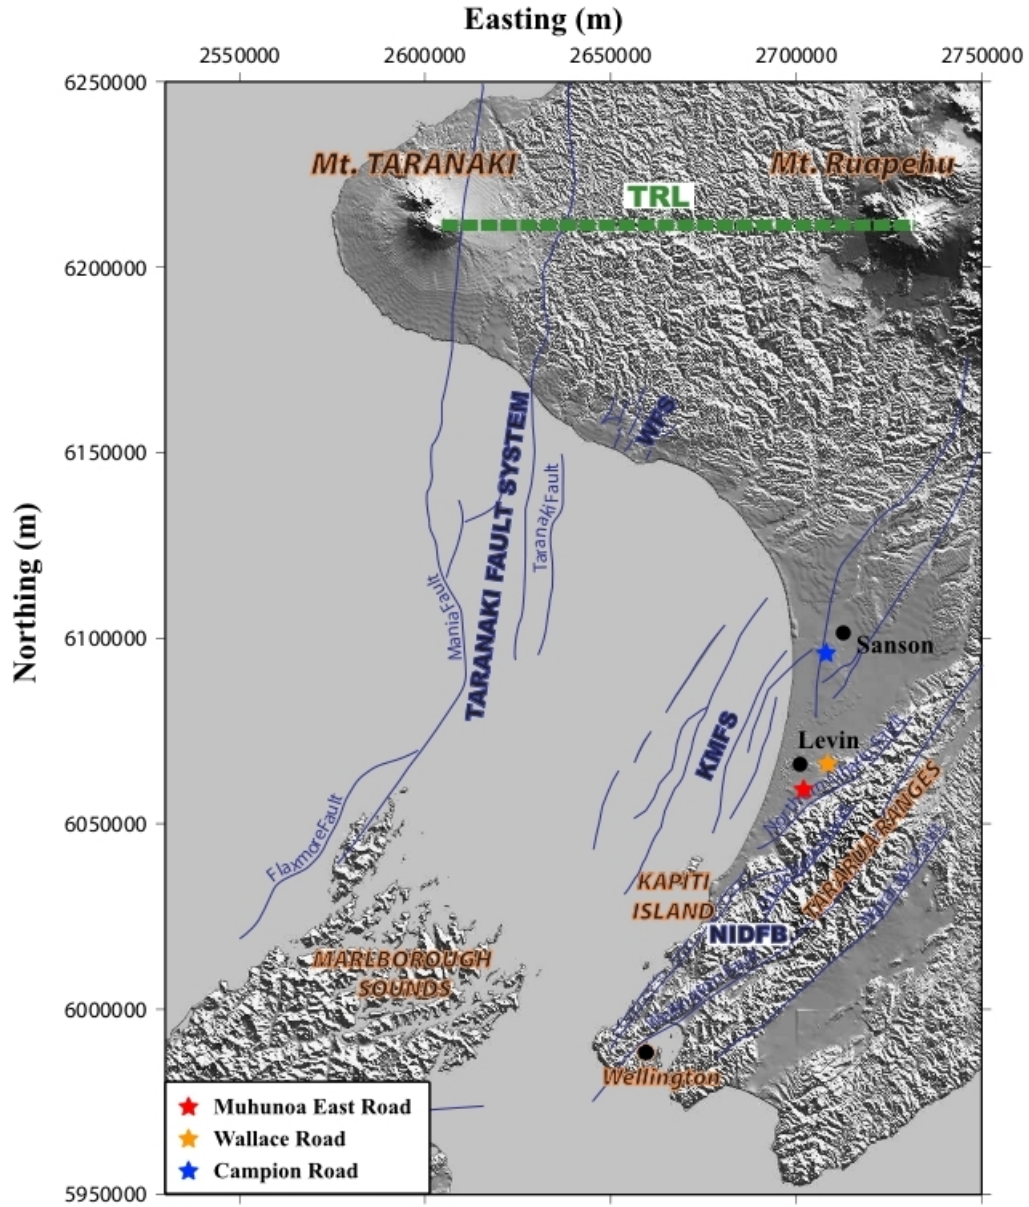 Easting (m)
2550000 2600000 2700000 2750000
6250000
Mt. TARANAKI Mt. Ruapehu
TRL
6200000
WFS
6150000
TARANAKI FAULT SYSTEM
Taranaki Fault
Mania Fault
Northing (m)
6100000
Sanson
KMFS
Levin
Flaxmore Fault
6050000
TARARUA RANGES
KAPITI
ISLAND
NIDFB
MARLBOROUGH
SOUNDS
6000000
Wellington
Muhunoa East Road
Wallace Road
Campion Road
5950000